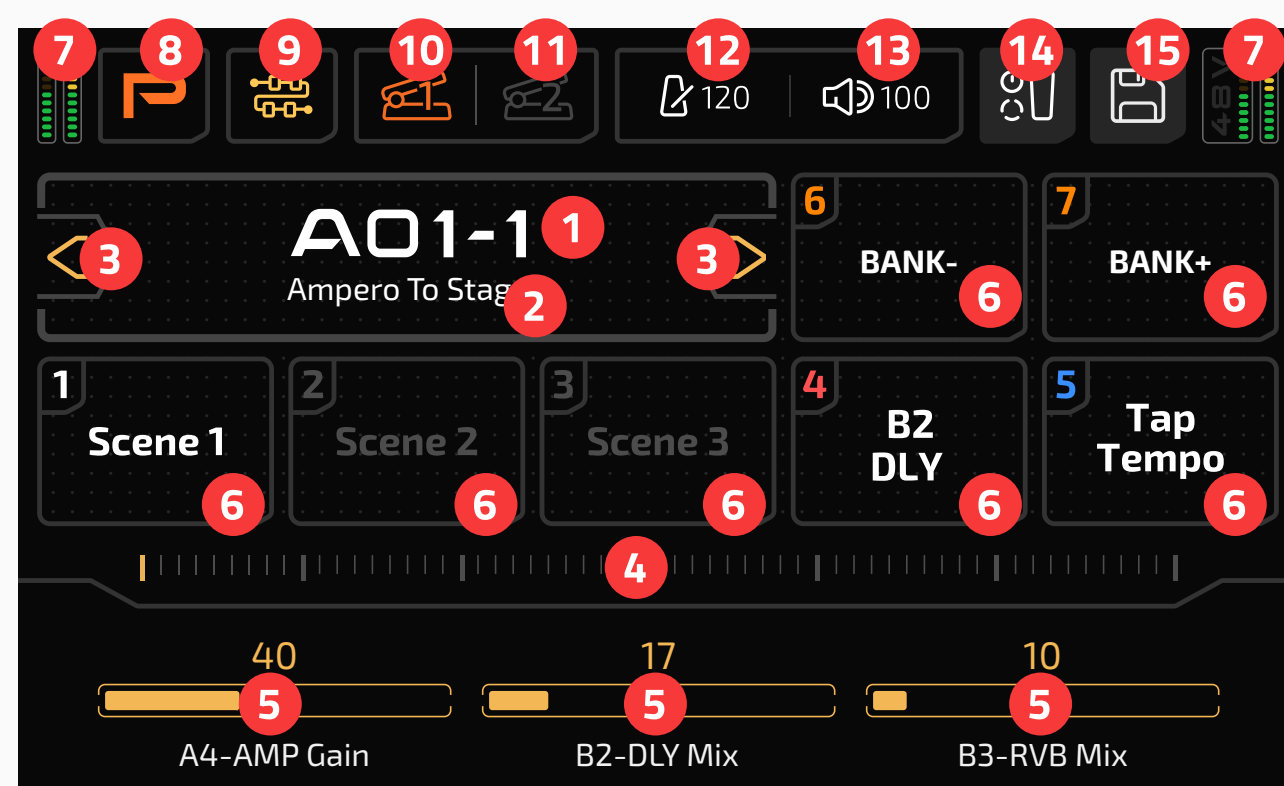 7 8 9 10 11 12 13 14 15 7
1 2 120 100 48V
A01-1 1
3 3
Ampero To Stag 2
6
BANK-
6
7
BANK+
6
1
Scene 1
6
2
Scene 2
6
3
Scene 3
6
4
B2
DLY
6
5
Tap
Tempo
6
4
40 17 10
5 5 5
A4-AMP Gain B2-DLY Mix B3-RVB Mix